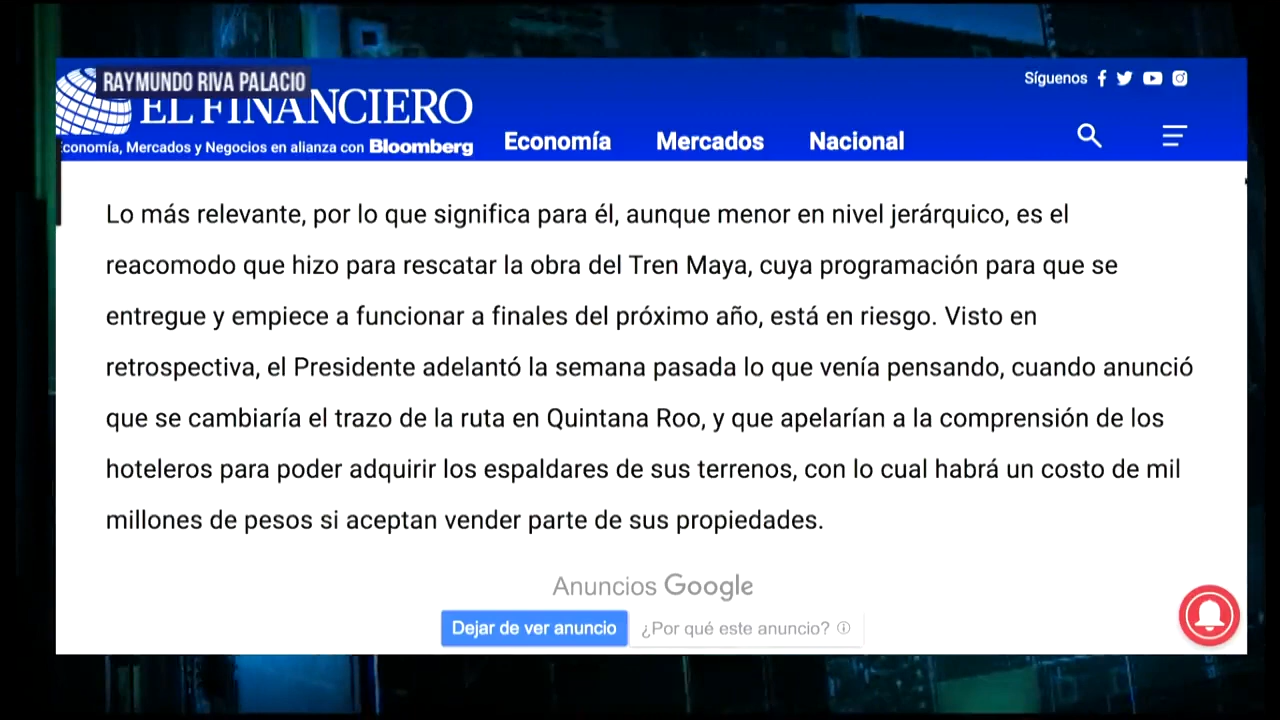 RAYMUNDO RIVA PALACIO
Síguenos
EL FINANCIERO
Economía, Mercados y Negocios en alianza con Bloomberg
Economía Mercados Nacional
Lo más relevante, por lo que significa para él, aunque menor en nivel jerárquico, es el
reacomodo que hizo para rescatar la obra del Tren Maya, cuya programación para que se
entregue y empiece a funcionar a finales del próximo año, está en riesgo. Visto en
retrospectiva, el Presidente adelantó la semana pasada lo que venía pensando, cuando anunció
que se cambiaría el trazo de la ruta en Quintana Roo, y que apelarían a la comprensión de los
hoteleros para poder adquirir los espaldares de sus terrenos, con lo cual habrá un costo de mil
millones de pesos si aceptan vender parte de sus propiedades.
Anuncios Google
Dejar de ver anuncio ¿Por qué este anuncio?